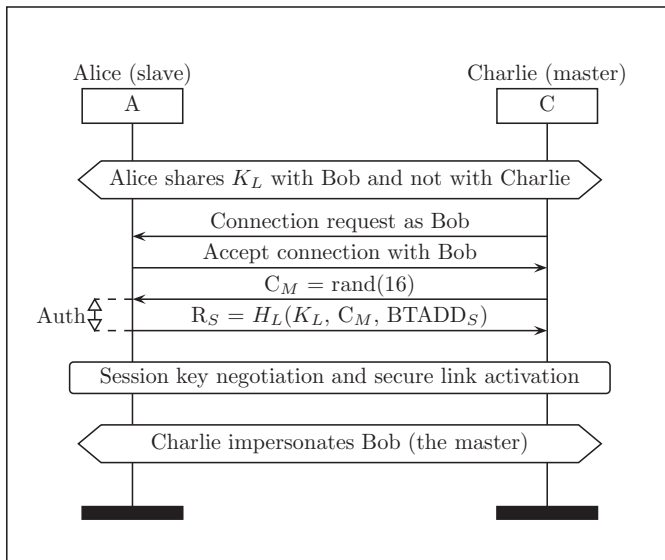 Alice (slave) Charlie (master)
A C
Alice shares K_L with Bob and not with Charlie
Connection request as Bob
Accept connection with Bob
C_M = rand(16)
Auth
R_S = H_L(K_L, C_M, BTADD_S)
Session key negotiation and secure link activation
Charlie impersonates Bob (the master)